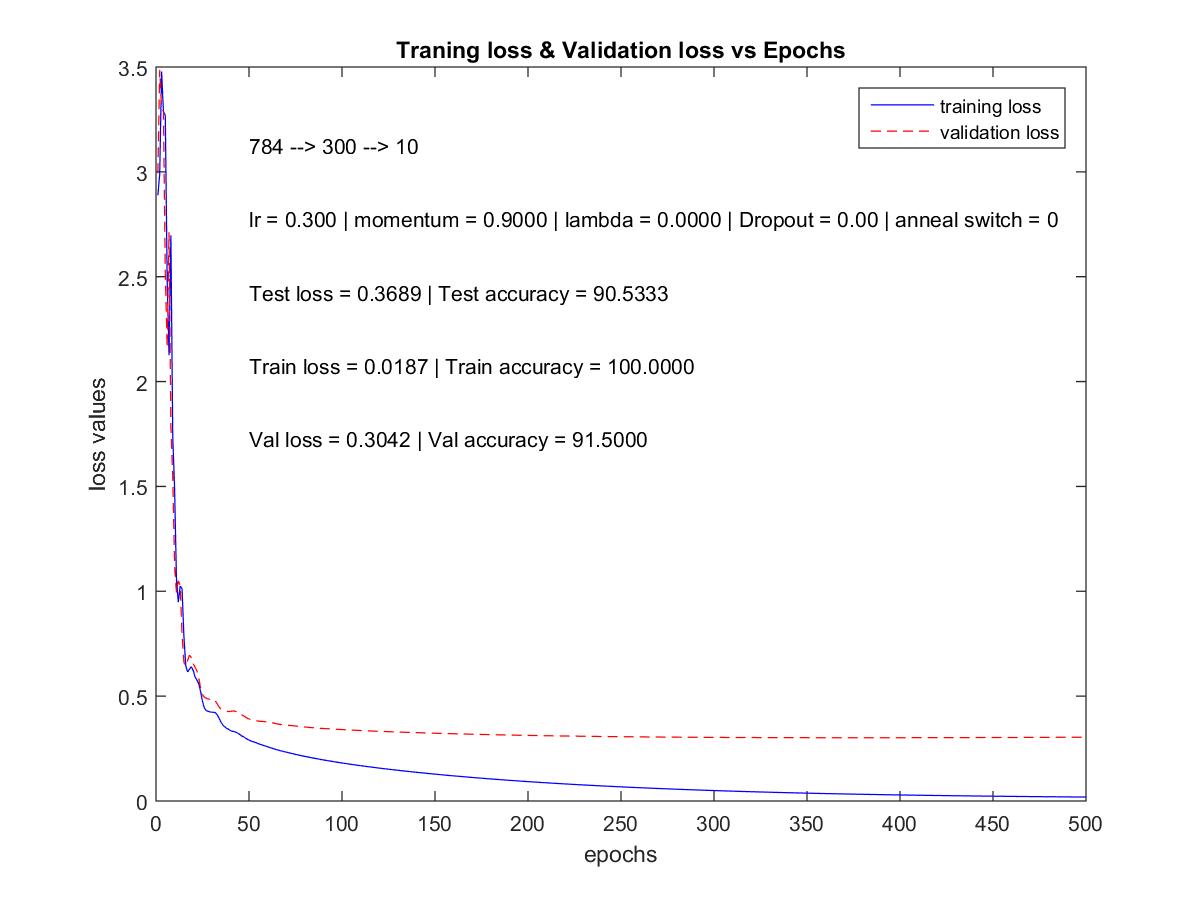 Traning loss & Validation loss vs Epochs
3.5
training loss
validation loss
784 --> 300 --> 10
3
lr = 0.300 | momentum = 0.9000 | lambda = 0.0000 | Dropout = 0.00 | anneal switch = 0
2.5
Test loss = 0.3689 | Test accuracy = 90.5333
2
Train loss = 0.0187 | Train accuracy = 100.0000
Val loss = 0.3042 | Val accuracy = 91.5000
loss values
1.5
1
0.5
0
0 50 100 150 200 250 300 350 400 450 500
epochs